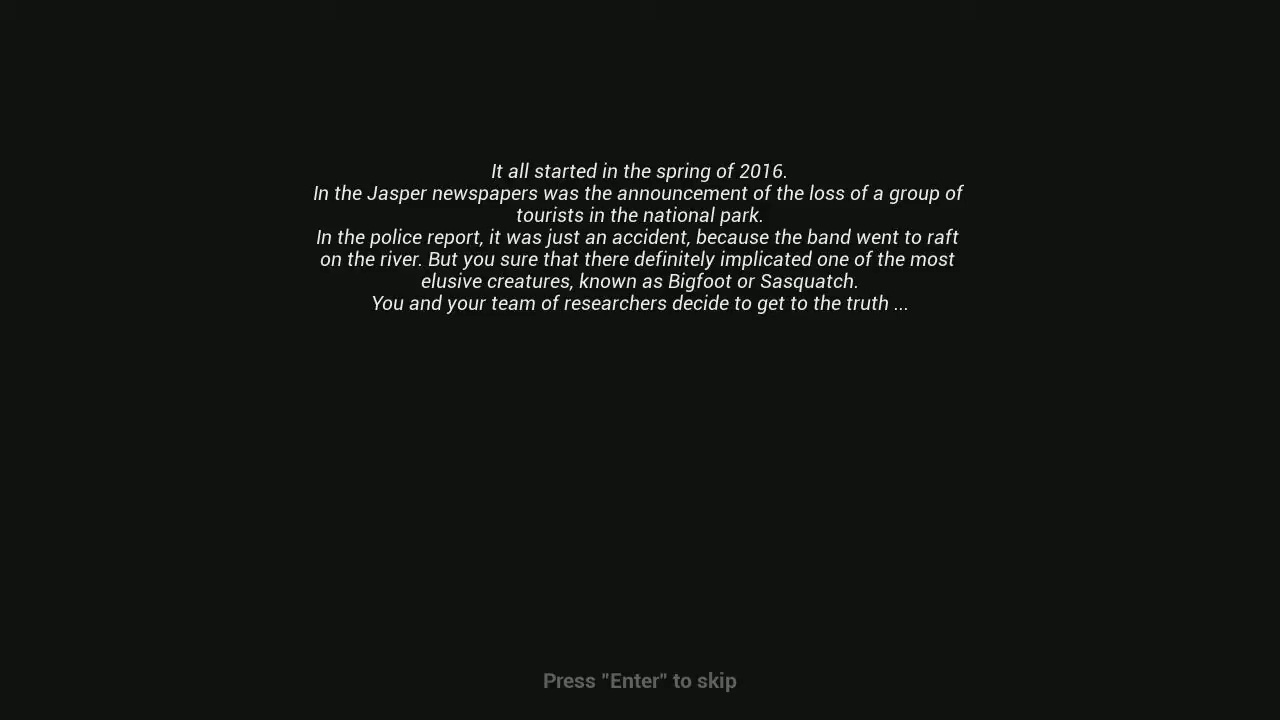 It all started in the spring of 2016.
In the Jasper newspapers was the announcement of the loss of a group of
tourists in the national park.
In the police report, it was just an accident, because the band went to raft
on the river. But you sure that there definitely implicated one of the most
elusive creatures, known as Bigfoot or Sasquatch.
You and your team of researchers decide to get to the truth ...
Press "Enter" to skip